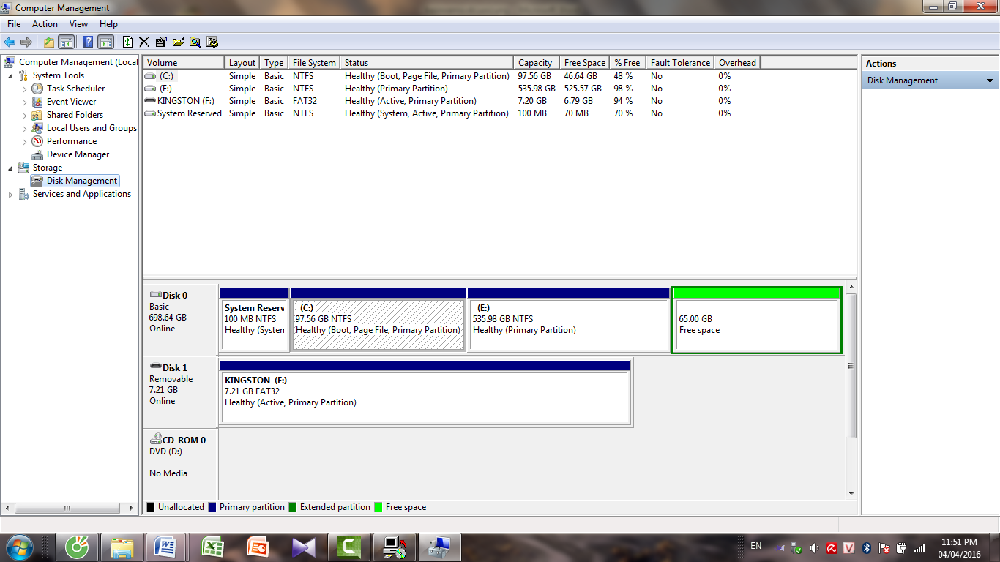 Computer Management
File Action View Help
Computer Management (Local
System Tools
Task Scheduler
Event Viewer
Shared Folders
Local Users and Groups
Performance
Device Manager
Storage
Disk Management
Services and Applications
Volume Layout Type File System Status Capacity Free Space % Free Fault Tolerance Overhead
(C:) Simple Basic NTFS Healthy (Boot, Page File, Primary Partition) 97.56 GB 46.64 GB 48 % No 0%
(E:) Simple Basic NTFS Healthy (Primary Partition) 535.98 GB 525.57 GB 98 % No 0%
KINGSTON (F:) Simple Basic FAT32 Healthy (Active, Primary Partition) 7.20 GB 6.79 GB 94 % No 0%
System Reserved Simple Basic NTFS Healthy (System, Active, Primary Partition) 100 MB 70 MB 70 % No 0%
Disk 0
Basic
698.64 GB
Online
System Reserv
100 MB NTFS
Healthy (System
(C:)
97.56 GB NTFS
Healthy (Boot, Page File, Primary Partition)
(E:)
535.98 GB NTFS
Healthy (Primary Partition)
65.00 GB
Free space
Disk 1
Removable
7.21 GB
Online
KINGSTON (F:)
7.21 GB FAT32
Healthy (Active, Primary Partition)
CD-ROM 0
DVD (D:)
No Media
Unallocated Primary partition Extended partition Free space
Actions
Disk Management
EN
11:51 PM
04/04/2016